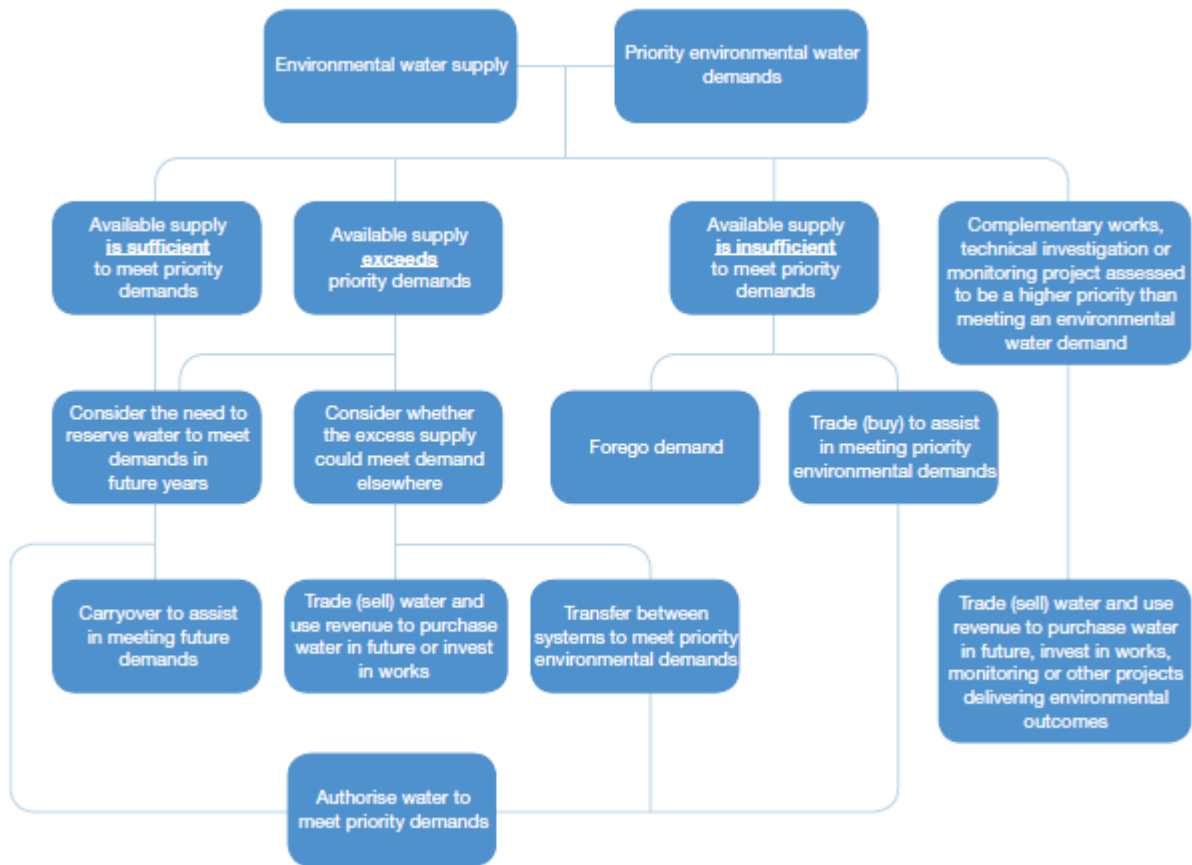 Environmental water supply
Priority environmental water
demands
Available supply
is sufficient
to meet priority
demands
Available supply
exceeds
priority demands
Available supply
is insufficient
to meet priority
demands
Complementary works,
technical investigation or
monitoring project assessed
to be a higher priority than
meeting an environmental
water demand
Consider the need to
reserve water to meet
demands in
future years
Consider whether
the excess supply
could meet demand
elsewhere
Forego demand
Trade (buy) to assist
in meeting priority
environmental demands
Carryover to assist
in meeting future
demands
Trade (sell) water and
use revenue to purchase
water in future or invest
in works
Transfer between
systems to meet priority
environmental demands
Trade (sell) water and use
revenue to purchase water
in future, invest in works,
monitoring or other projects
delivering environmental
outcomes
Authorise water to
meet priority demands